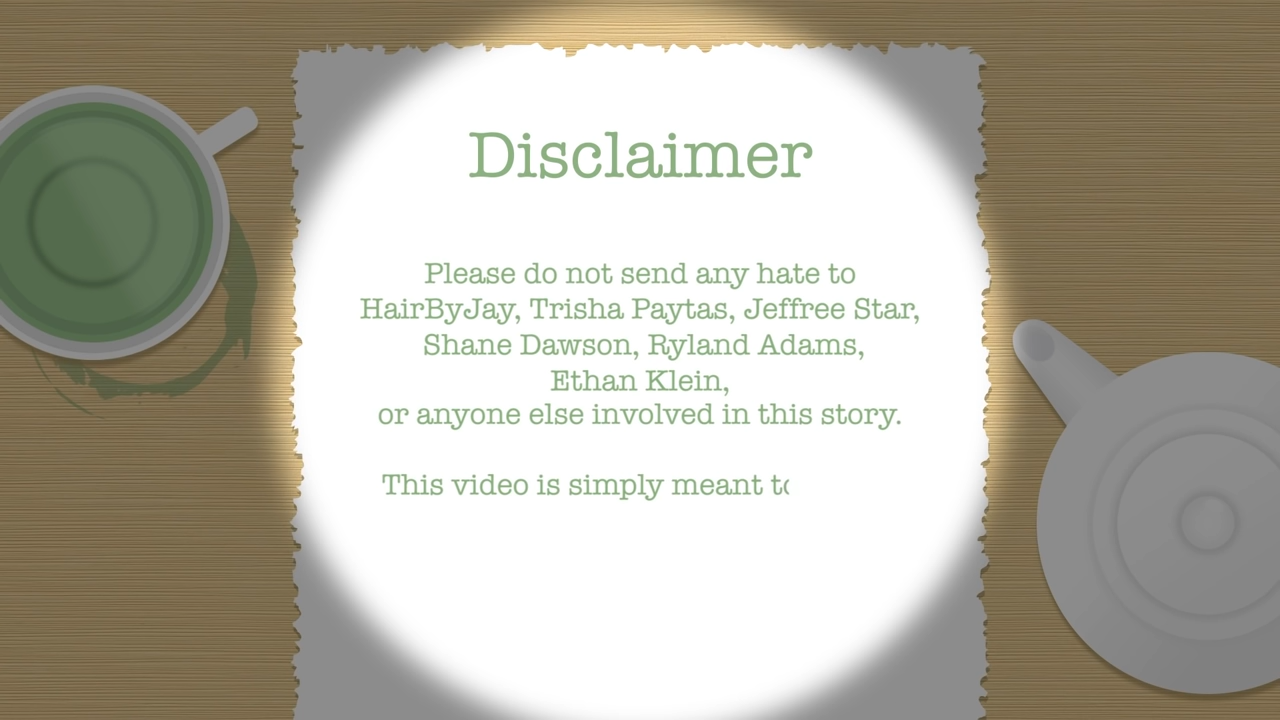 Disclaimer
Please do not send any hate to
HairByJay, Trisha Paytas, Jeffree Star,
Shane Dawson, Ryland Adams,
Ethan Klein,
or anyone else involved in this story.
This video is simply meant to